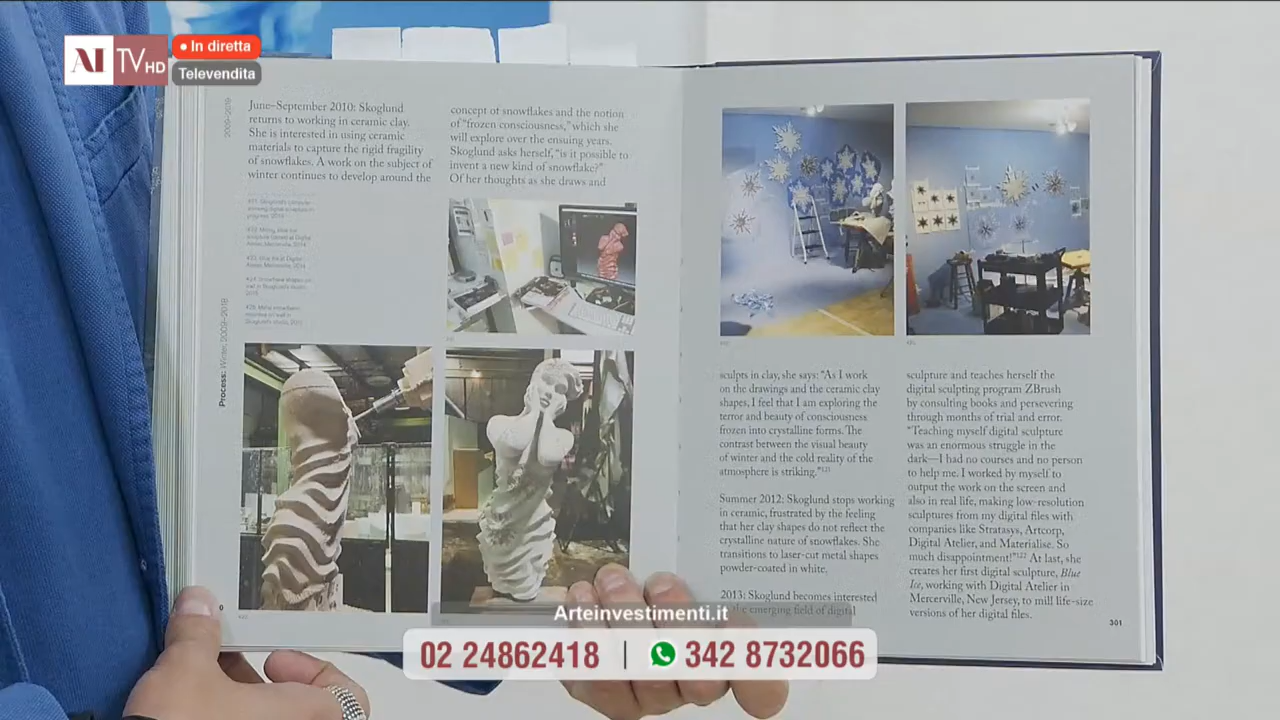 AI TV HD
In diretta
Televendita
2009–2018
June–September 2010: Skoglund
returns to working in ceramic clay.
She is interested in using ceramic
materials to capture the rigid fragility
of snowflakes. A work on the subject of
winter continues to develop around the
concept of snowflakes and the notion
of “frozen consciousness,” which she
will explore over the ensuing years.
Skoglund asks herself, “is it possible to
invent a new kind of snowflake?”
Of her thoughts as she draws and
Process: Winter, 2009–2018
sculpts in clay, she says: “As I work
on the drawings and the ceramic clay
shapes, I feel that I am exploring the
terror and beauty of consciousness
frozen into crystalline forms. The
contrast between the visual beauty
of winter and the cold reality of the
atmosphere is striking.”
Summer 2012: Skoglund stops working
in ceramic, frustrated by the feeling
that her clay shapes do not reflect the
crystalline nature of snowflakes. She
transitions to laser-cut metal shapes
powder-coated in white.
2013: Skoglund becomes interested
the emerging field of digital
sculpture and teaches herself the
digital sculpting program ZBrush
by consulting books and persevering
through months of trial and error.
“Teaching myself digital sculpture
was an enormous struggle in the
dark—I had no courses and no person
to help me. I worked by myself to
output the work on the screen and
also in real life, making low-resolution
sculptures from my digital files with
companies like Stratasys, Artcorp,
Digital Atelier, and Materialise. So
much disappointment!” At last, she
creates her first digital sculpture, Blue
Ice, working with Digital Atelier in
Mercerville, New Jersey, to mill life-size
versions of her digital files.
301
Arteinvestimenti.it
02 24862418 | 342 8732066